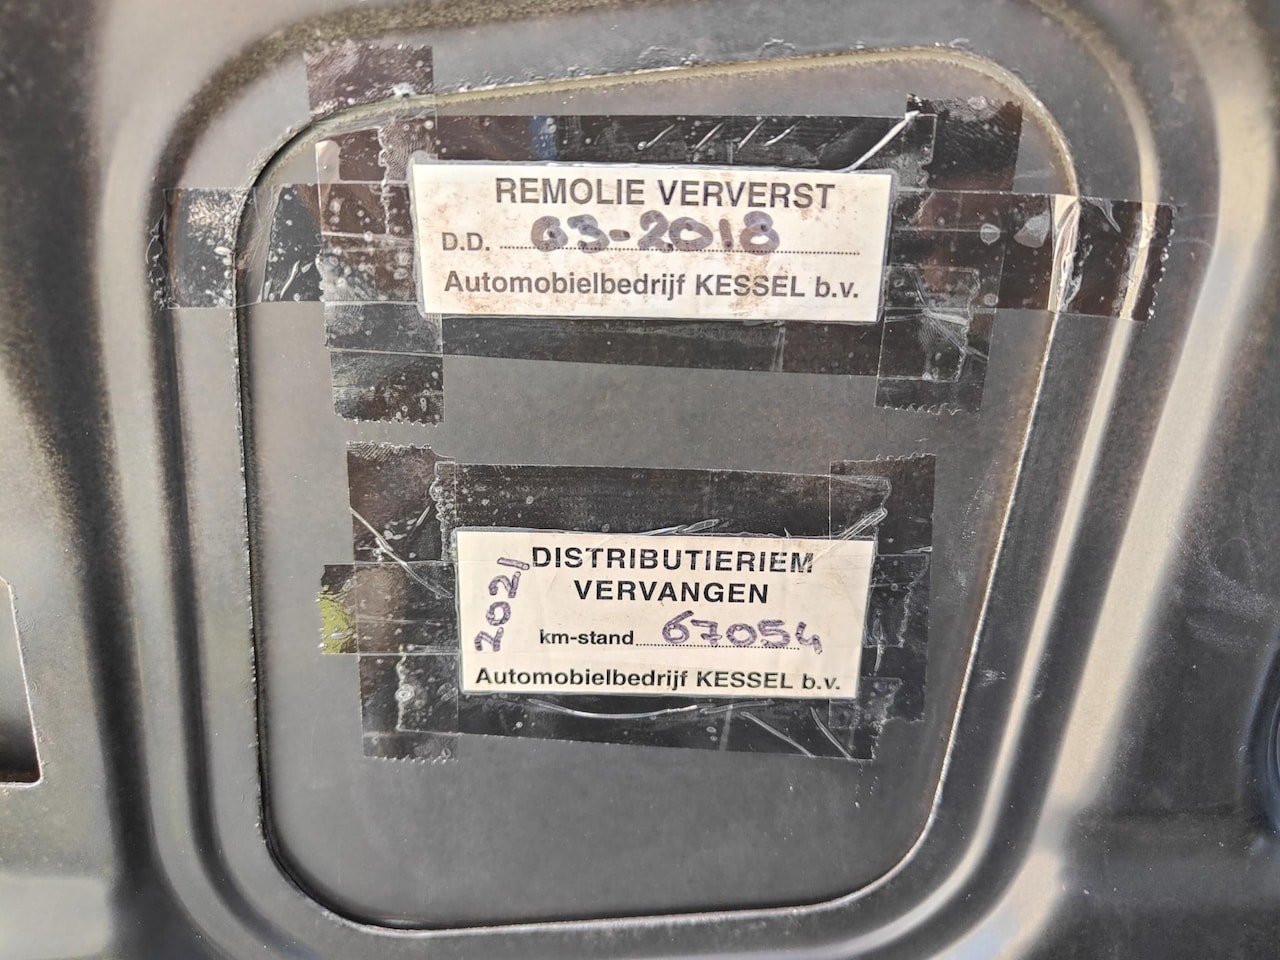 REMOLIE VERVERST
D.D. 03-2018
Automobielbedrijf KESSEL b.v.
2021
DISTRIBUTIERIEM
VERVANGEN
km-stand 67054
Automobielbedrijf KESSEL b.v.